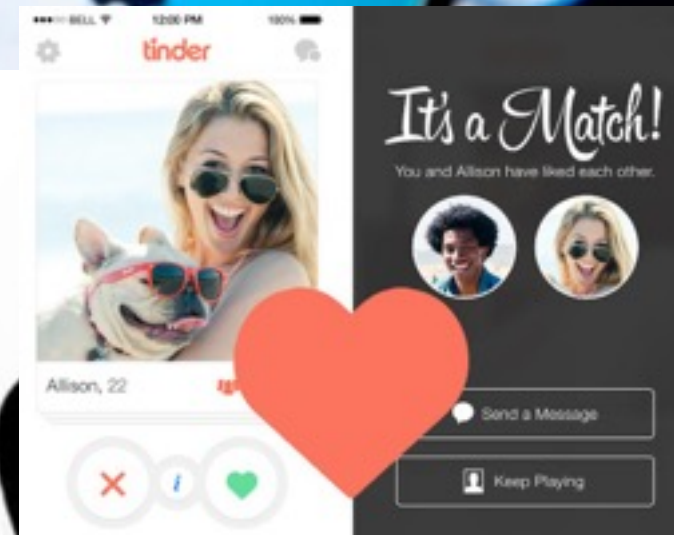 BELL 12:00 PM 100%
tinder
Allison, 22
i
It's a Match!
You and Allison have liked each other.
Send a Message
Keep Playing